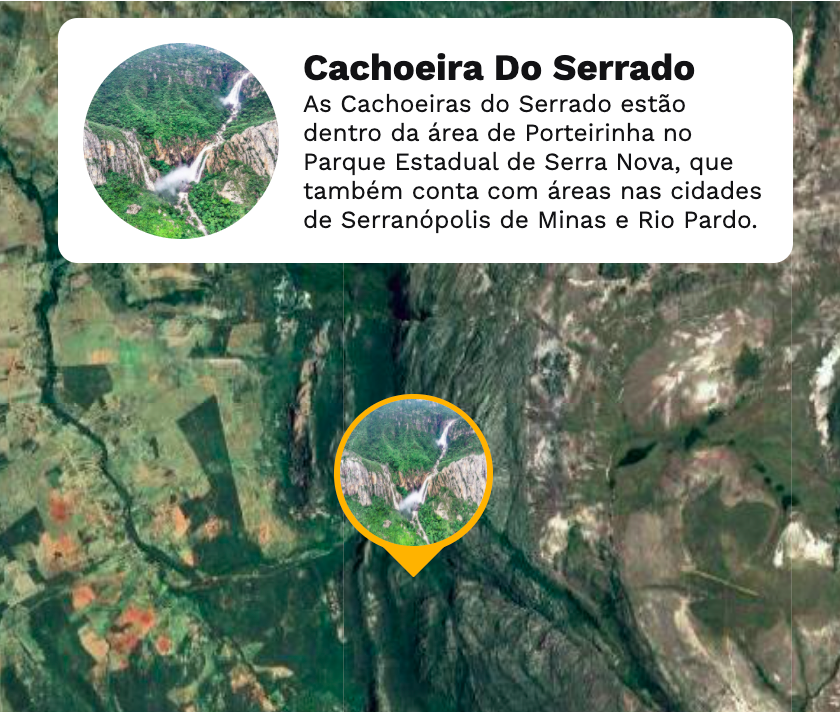 Cachoeira Do Serrado
As Cachoeiras do Serrado estão
dentro da área de Porteirinha no
Parque Estadual de Serra Nova, que
também conta com áreas nas cidades
de Serranópolis de Minas e Rio Pardo.